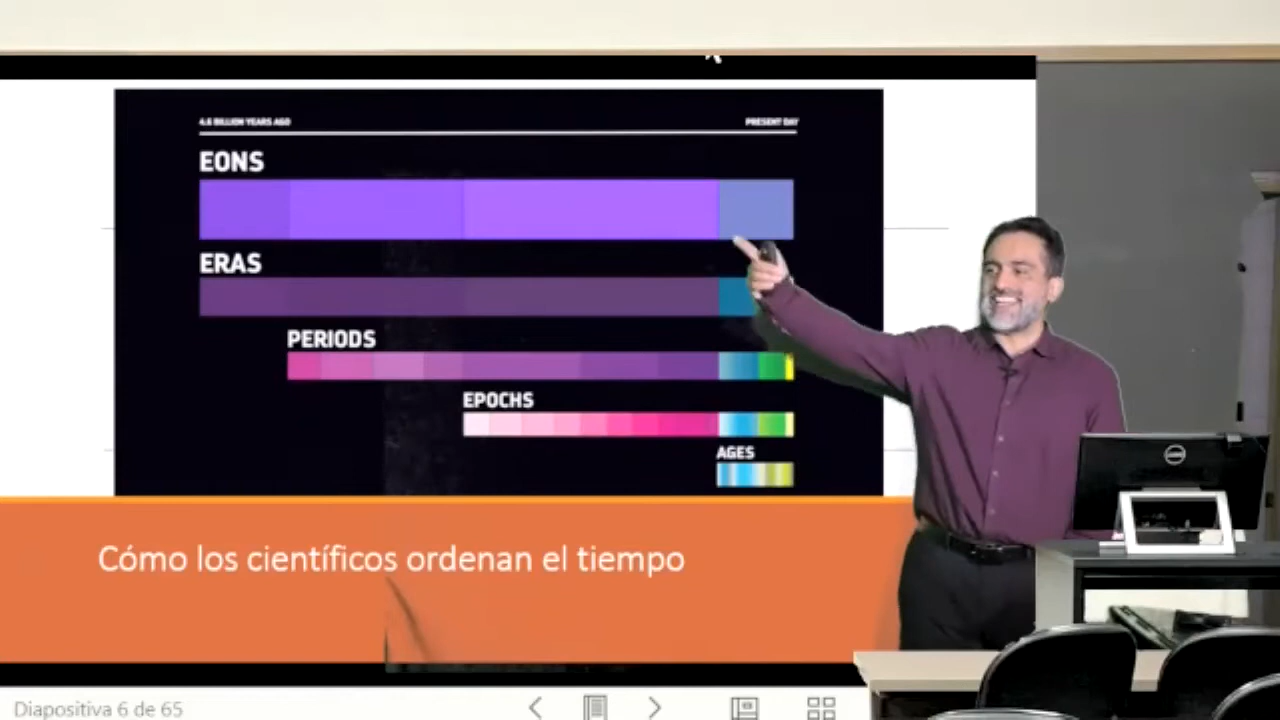 4.6 BILLION YEARS AGO
PRESENT DAY
EONS
ERAS
PERIODS
EPOCHS
AGES
Cómo los científicos ordenan el tiempo
Diapositiva 6 de 65
DELL